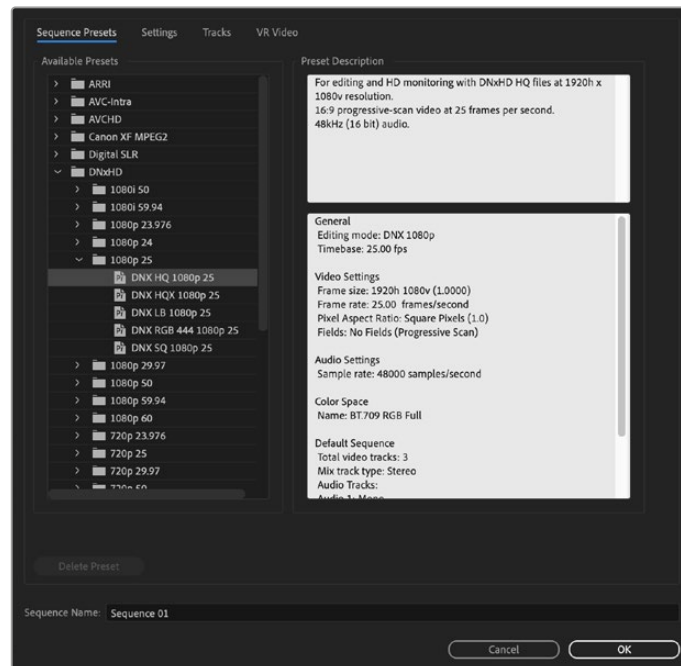 Sequence Presets Settings Tracks VR Video
Available Presets
ARRI
AVC-Intra
AVCHD
Canon XF MPEG2
Digital SLR
DNxHD
1080i 50
1080i 59.94
1080p 23.976
1080p 24
1080p 25
DNX HQ 1080p 25
DNX HQX 1080p 25
DNX LB 1080p 25
DNX RGB 444 1080p 25
DNX SQ 1080p 25
1080p 29.97
1080p 50
1080p 59.94
1080p 60
720p 23.976
720p 25
720p 29.97
720p 50
Preset Description
For editing and HD monitoring with DNxHD HQ files at 1920h x
1080v resolution.
16:9 progressive-scan video at 25 frames per second.
48kHz (16 bit) audio.
General
Editing mode: DNX 1080p
Timebase: 25.00 fps
Video Settings
Frame size: 1920h 1080v (1.0000)
Frame rate: 25.00 frames/second
Pixel Aspect Ratio: Square Pixels (1.0)
Fields: No Fields (Progressive Scan)
Audio Settings
Sample rate: 48000 samples/second
Color Space
Name: BT.709 RGB Full
Default Sequence
Total video tracks: 3
Mix track type: Stereo
Audio Tracks:
Audio 1: Mono
Delete Preset
Sequence Name: Sequence 01
Cancel OK